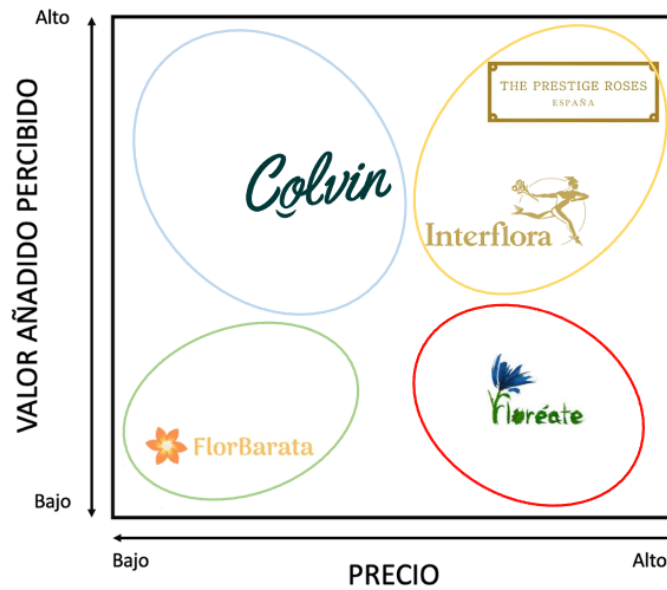 Alto
VALOR AÑADIDO PERCIBIDO
THE PRESTIGE ROSES
ESPAÑA
Colvin
Interflora
Floréate
FlorBarata
Bajo
Bajo
Alto
PRECIO